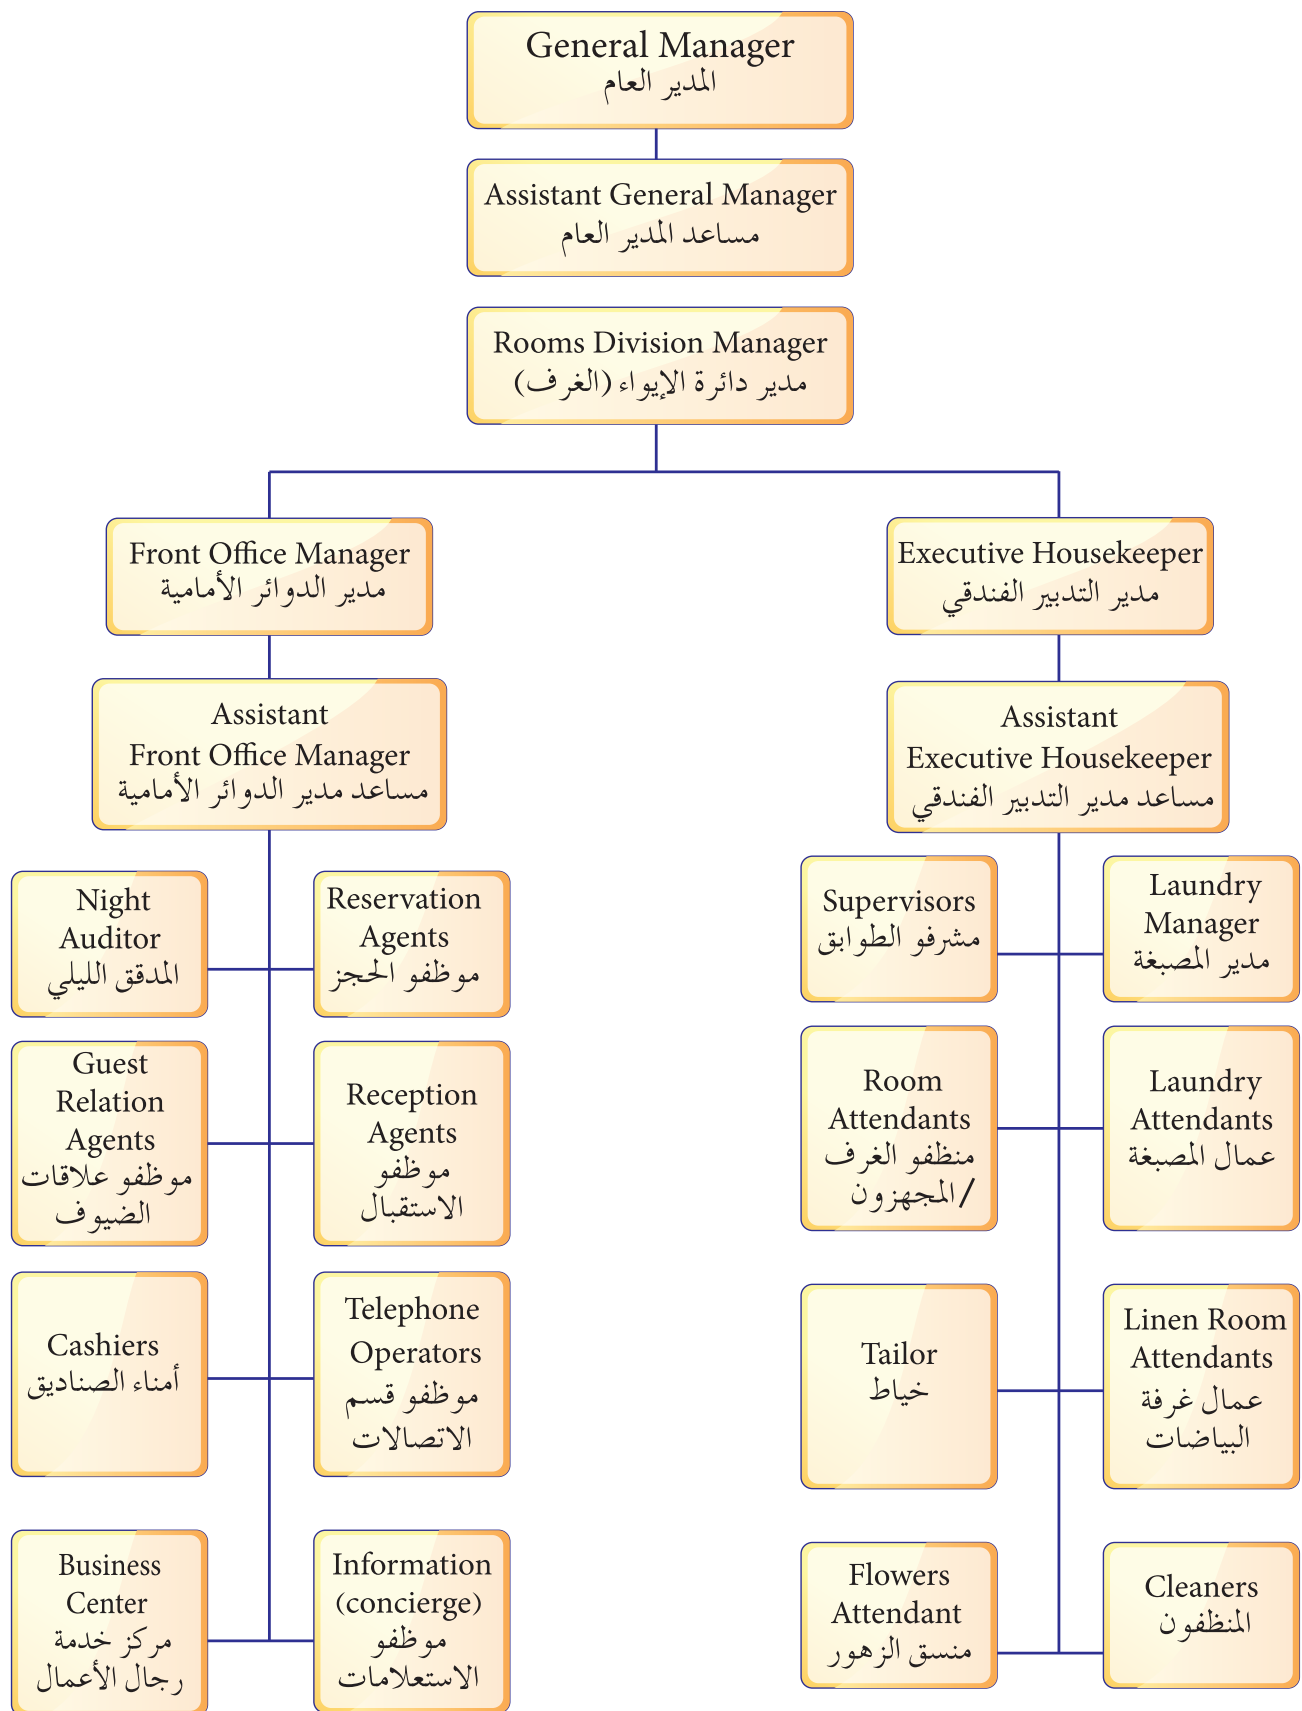 General Manager
المدير العام
Assistant General Manager
مساعد المدير العام
Rooms Division Manager
مدير دائرة الإيواء (الغرف)
Front Office Manager
مدير الدوائر الأمامية
Executive Housekeeper
مدير التدبير الفندقي
Assistant
Front Office Manager
مساعد مدير الدوائر الأمامية
Assistant
Executive Housekeeper
مساعد مدير التدبير الفندقي
Night
Auditor
المدقق الليلي
Reservation
Agents
موظفو الحجز
Supervisors
مشرفو الطوابق
Laundry
Manager
مدير المصبغة
Guest
Relation
Agents
موظفو علاقات
الضيوف
Reception
Agents
موظفو
الاستقبال
Room
Attendants
منظفو الغرف
/المجهزون
Laundry
Attendants
عمال المصبغة
Cashiers
أمناء الصناديق
Telephone
Operators
موظفو قسم
الاتصالات
Tailor
خياط
Linen Room
Attendants
عمال غرفة
البياضات
Business
Center
مركز خدمة
رجال الأعمال
Information
(concierge)
موظفو
الاستعلامات
Flowers
Attendant
منسق الزهور
Cleaners
المنظفون